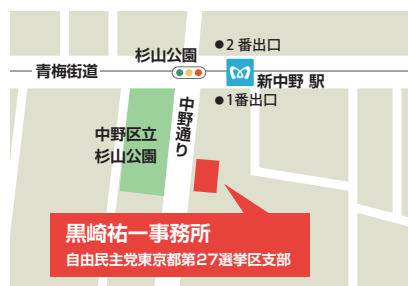 ●2番出口
杉山公園
青梅街道
新中野 駅
●1番出口
中野通り
中野区立
杉山公園
黒崎祐一事務所
自由民主党東京都第27選挙区支部